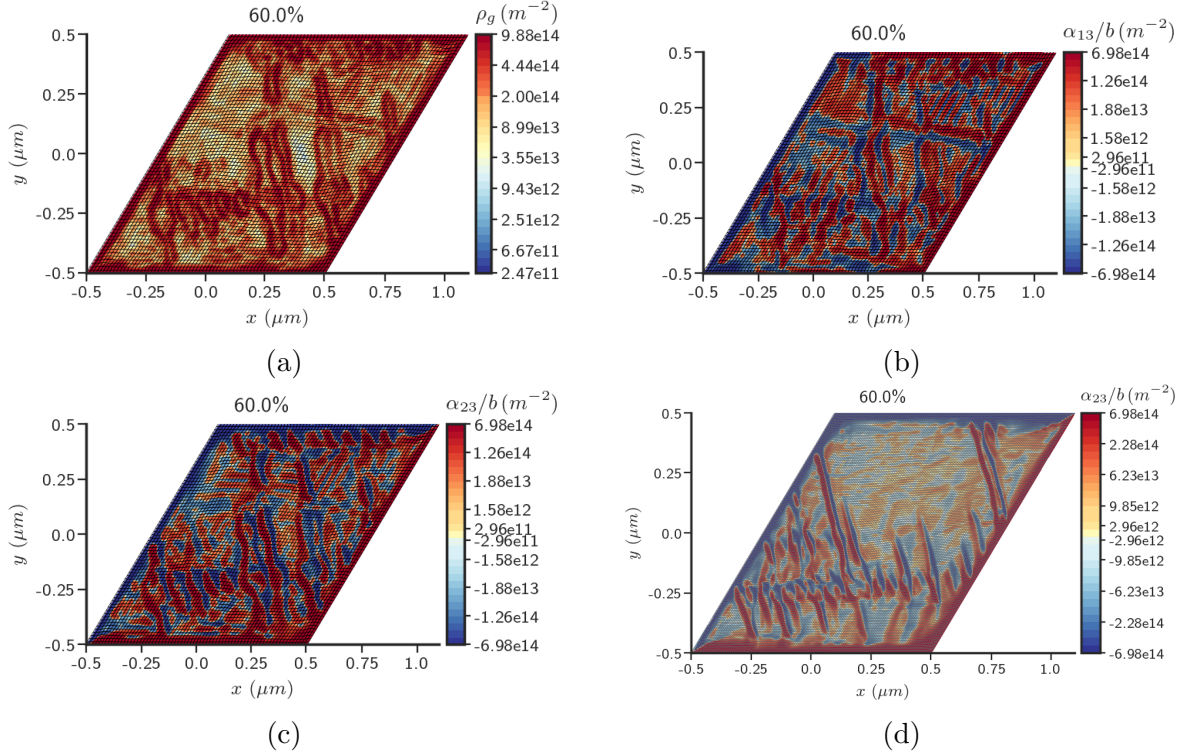 60.0%
ρ_g (m⁻²)
9.88e14
4.44e14
2.00e14
8.99e13
3.55e13
9.43e12
2.51e12
6.67e11
2.47e11
0.5
0.25
0.0
-0.25
-0.5
y (μm)
-0.5 -0.25 0.0 0.25 0.5 0.75 1.0
x (μm)
(a)
60.0%
α₁₃/b (m⁻²)
6.98e14
1.26e14
1.88e13
1.58e12
2.96e11
-2.96e11
-1.58e12
-1.88e13
-1.26e14
-6.98e14
0.5
0.25
0.0
-0.25
-0.5
y (μm)
-0.5 -0.25 0.0 0.25 0.5 0.75 1.0
x (μm)
(b)
60.0%
α₂₃/b (m⁻²)
6.98e14
1.26e14
1.88e13
1.58e12
2.96e11
-2.96e11
-1.58e12
-1.88e13
-1.26e14
-6.98e14
0.5
0.25
0.0
-0.25
-0.5
y (μm)
-0.5 -0.25 0.0 0.25 0.5 0.75 1.0
x (μm)
(c)
60.0%
α₂₃/b (m⁻²)
6.98e14
2.28e14
6.23e13
9.85e12
2.96e12
-2.96e12
-9.85e12
-6.23e13
-2.28e14
-6.98e14
0.5
0.25
0.0
-0.25
-0.5
y (μm)
-0.5 -0.25 0.0 0.25 0.5 0.75 1.0
x (μm)
(d)